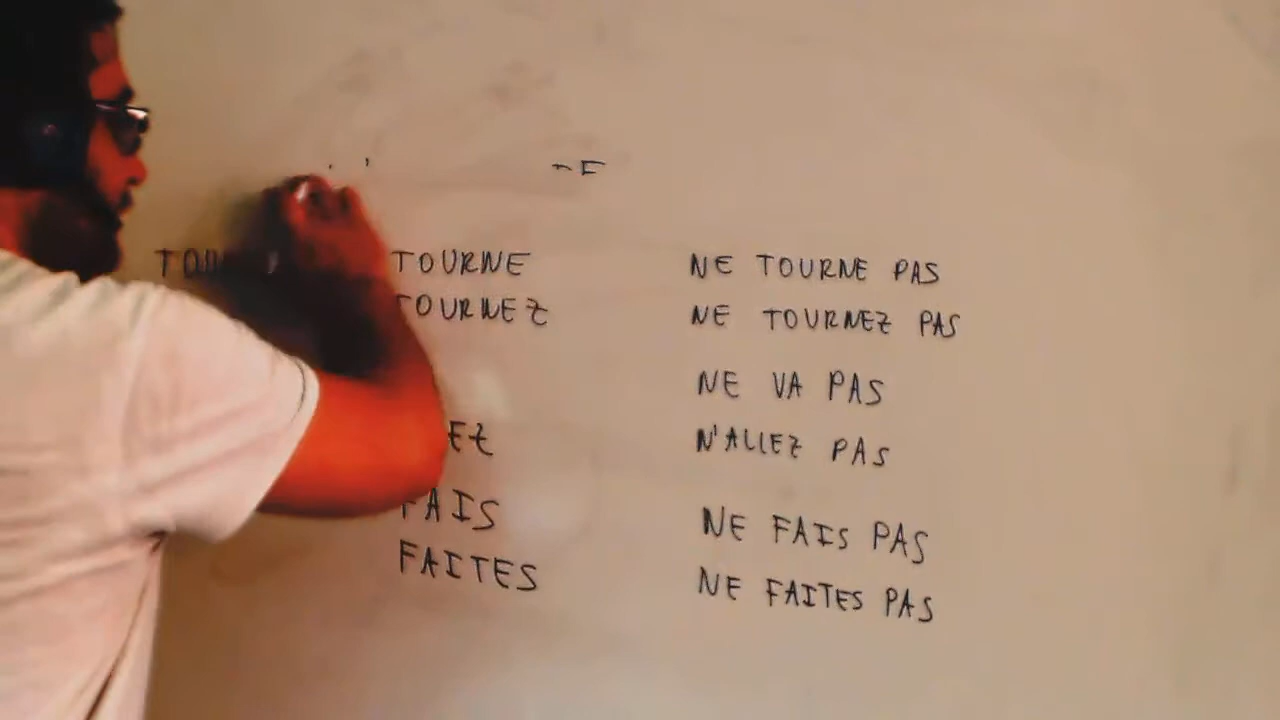 TOURNE NE TOURNE PAS
TOURNEZ NE TOURNEZ PAS
NE VA PAS
N'ALLEZ PAS
FAIS NE FAIS PAS
FAITES NE FAITES PAS